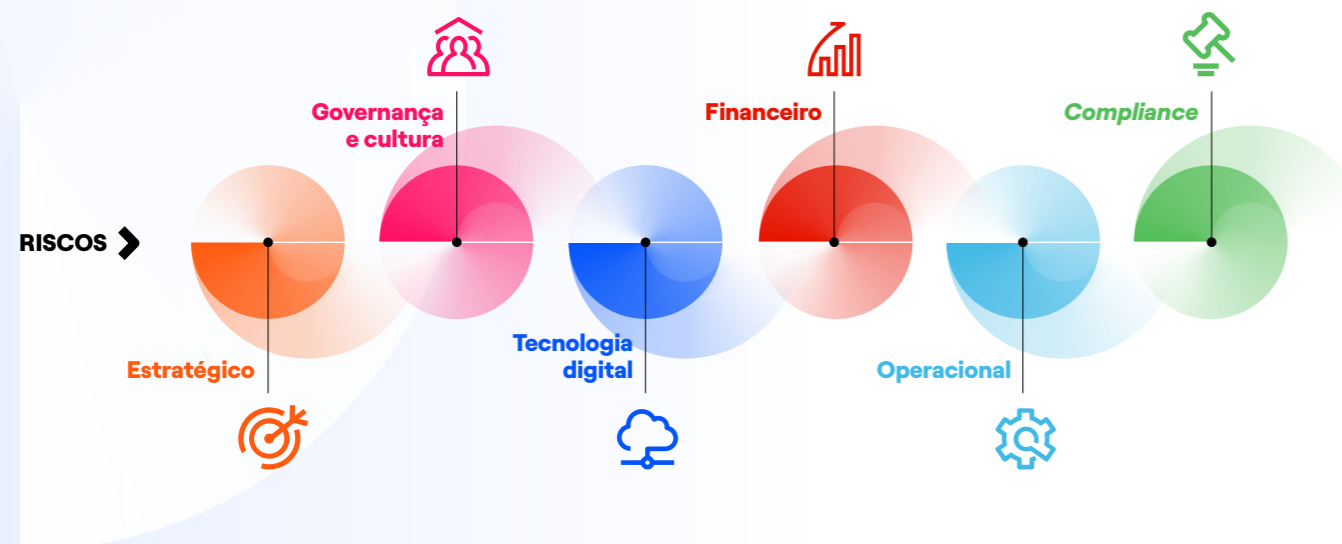 RISCOS
Estratégico
Governança
e cultura
Tecnologia
digital
Financeiro
Operacional
Compliance